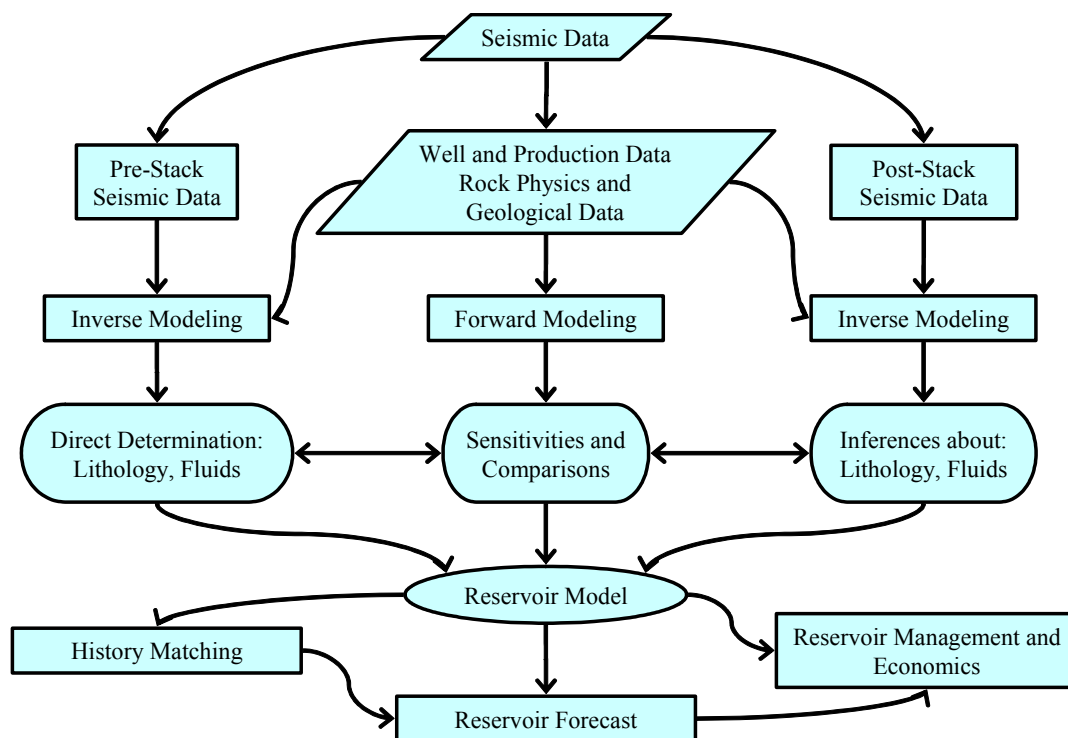 Seismic Data
Pre-Stack
Seismic Data
Well and Production Data
Rock Physics and
Geological Data
Post-Stack
Seismic Data
Inverse Modeling
Forward Modeling
Inverse Modeling
Direct Determination:
Lithology, Fluids
Sensitivities and
Comparisons
Inferences about:
Lithology, Fluids
Reservoir Model
History Matching
Reservoir Management and
Economics
Reservoir Forecast